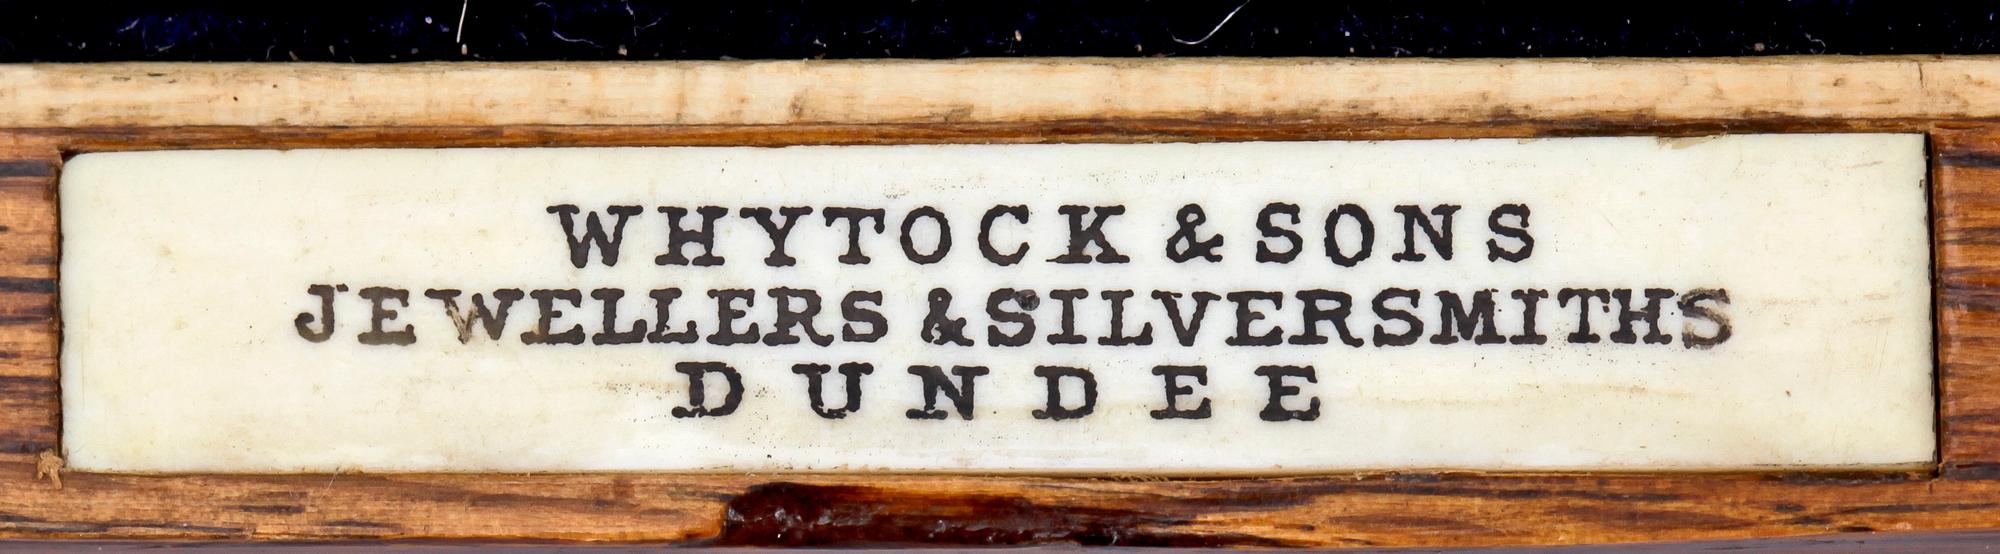 WHYTOCK & SONS
JEWELLERS & SILVERSMITHS
DUNDEE